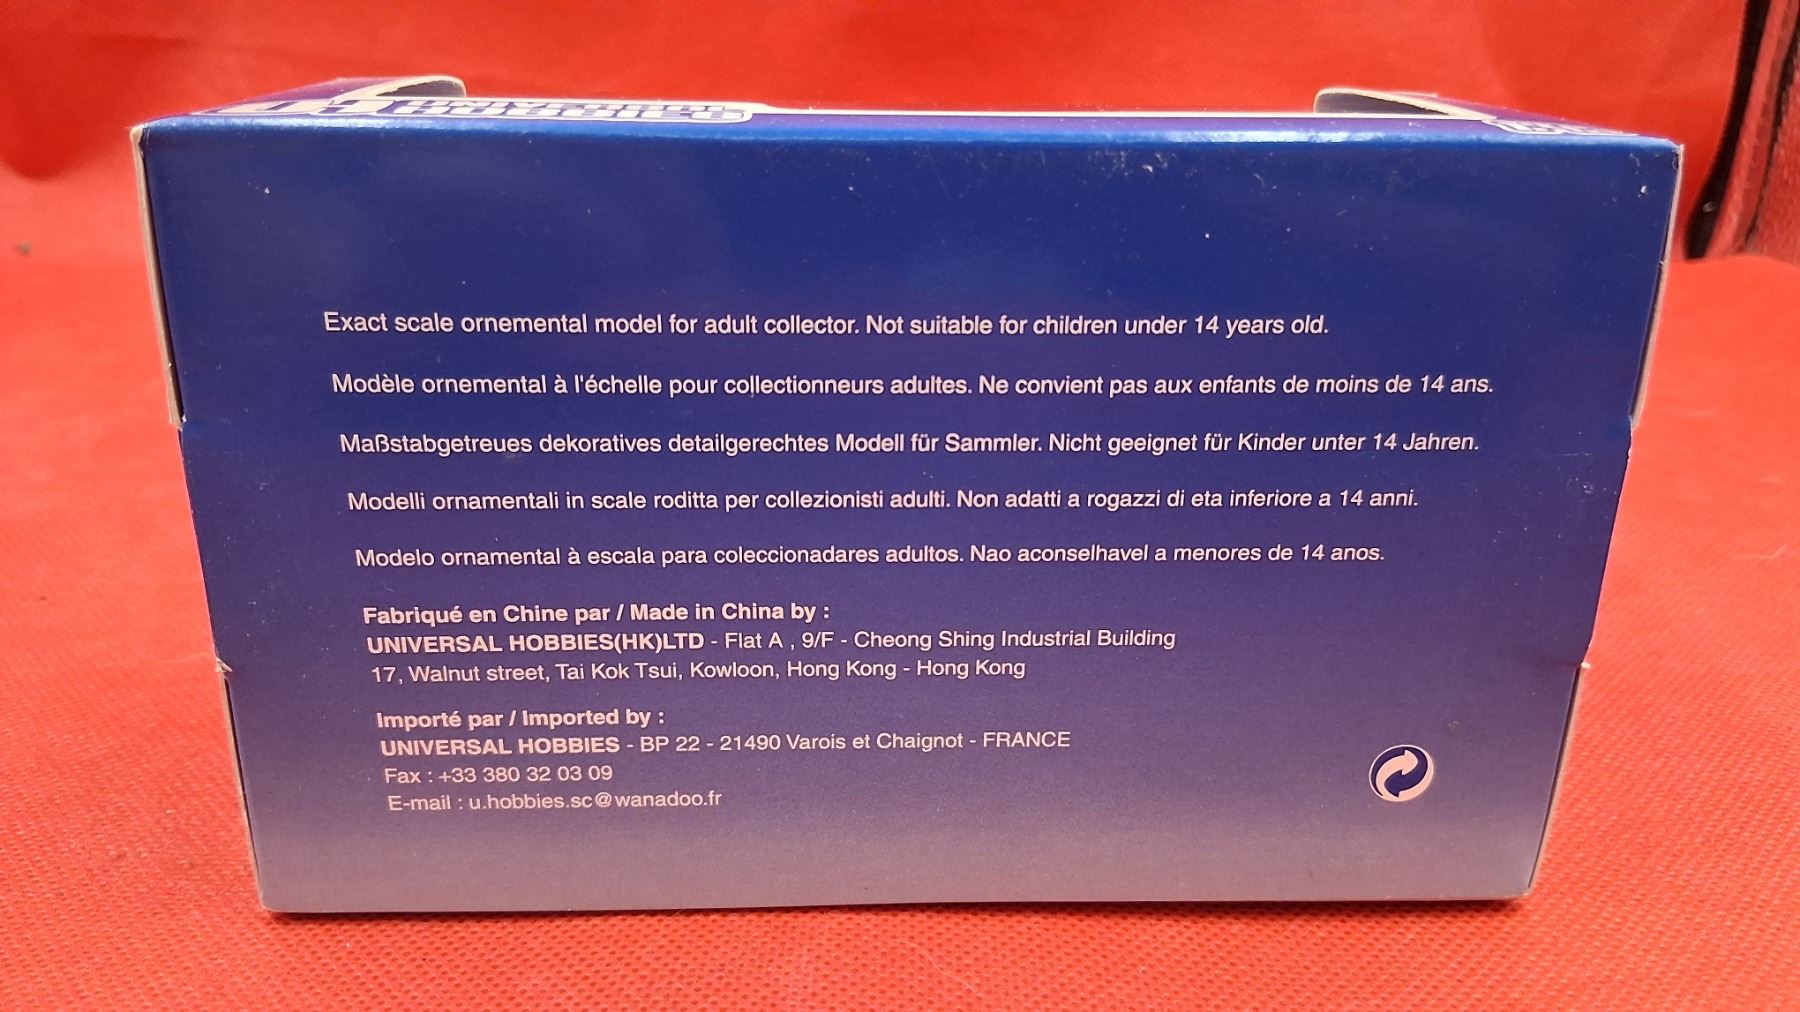 UNIVERSAL
HOBBIES
Exact scale ornemental model for adult collector. Not suitable for children under 14 years old.
Modèle ornemental à l'échelle pour collectionneurs adultes. Ne convient pas aux enfants de moins de 14 ans.
Maßstabgetreues dekoratives detailgerechtes Modell für Sammler. Nicht geeignet für Kinder unter 14 Jahren.
Modelli ornamentali in scale roditta per collezionisti adulti. Non adatti a rogazzi di eta inferiore a 14 anni.
Modelo ornamental à escala para coleccionadares adultos. Nao aconselhavel a menores de 14 anos.
Fabriqué en Chine par / Made in China by :
UNIVERSAL HOBBIES(HK)LTD - Flat A , 9/F - Cheong Shing Industrial Building
17, Walnut street, Tai Kok Tsui, Kowloon, Hong Kong - Hong Kong
Importé par / Imported by :
UNIVERSAL HOBBIES - BP 22 - 21490 Varois et Chaignot - FRANCE
Fax : +33 380 32 03 09
E-mail : u.hobbies.sc@wanadoo.fr